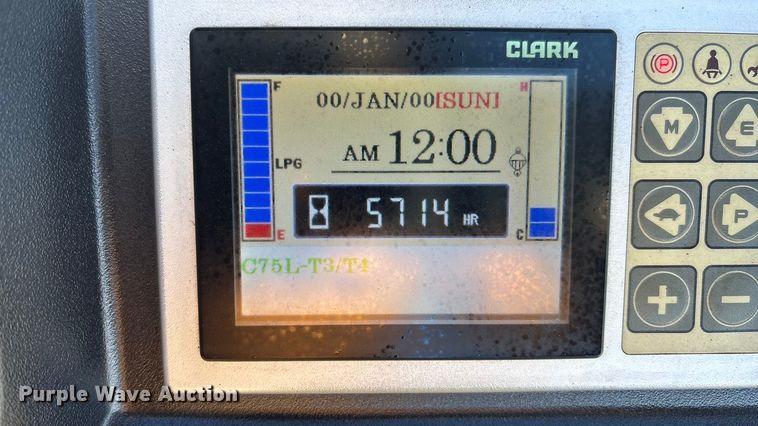 CLARK
F
H
00/JAN/00[SUN]
AM 12:00
LPG
5714 HR
E
C
C75L-T3/T4
P
M
E
P
+
−
Purple Wave Auction